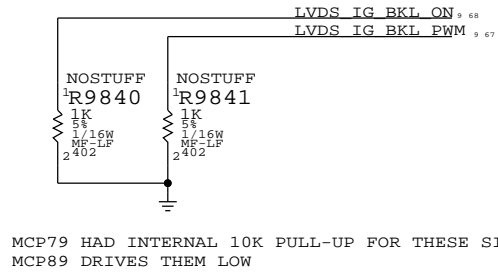 LVDS_IG_BKL_ON 9 68
LVDS_IG_BKL_PWM 9 67
NOSTUFF
1 R9840
1K
5%
1/16W
MF-LF
2 402
NOSTUFF
1 R9841
1K
5%
1/16W
MF-LF
2 402
MCP79 HAD INTERNAL 10K PULL-UP FOR THESE
MCP89 DRIVES THEM LOW